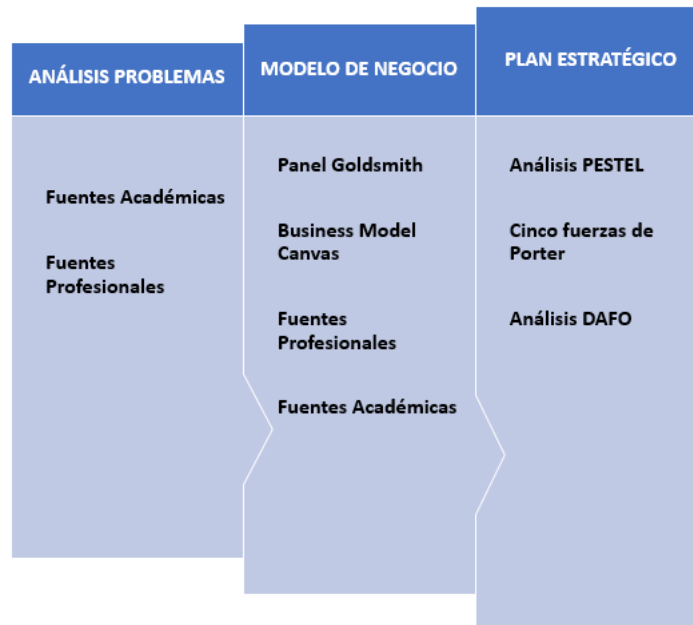 ANÁLISIS PROBLEMAS
Fuentes Académicas
Fuentes
Profesionales
MODELO DE NEGOCIO
Panel Goldsmith
Business Model
Canvas
Fuentes
Profesionales
Fuentes Académicas
PLAN ESTRATÉGICO
Análisis PESTEL
Cinco fuerzas de
Porter
Análisis DAFO